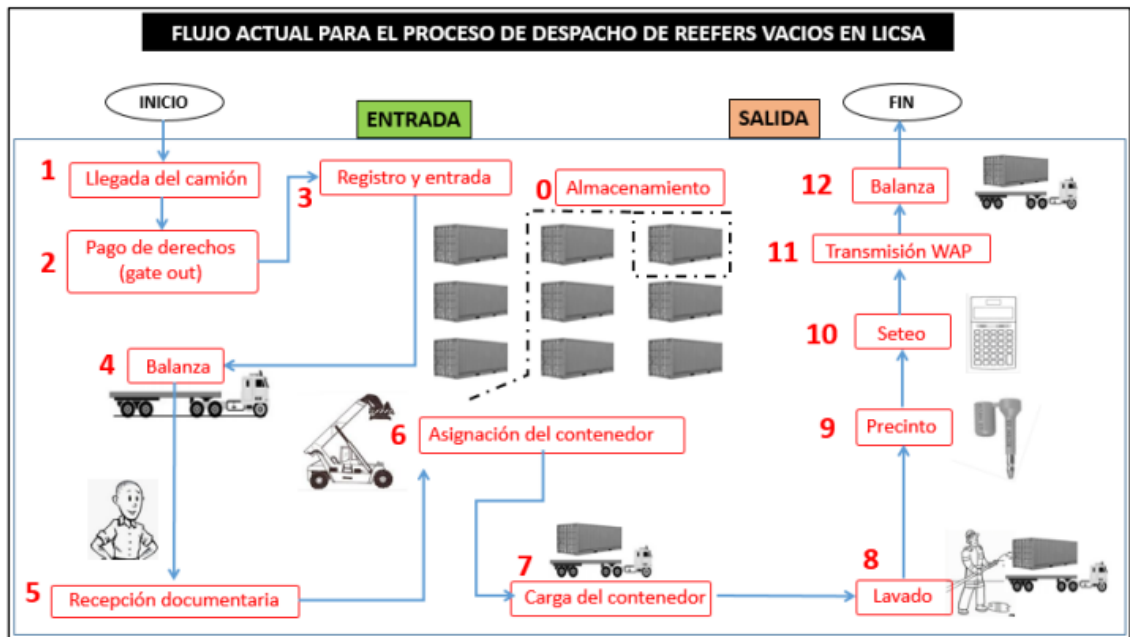 FLUJO ACTUAL PARA EL PROCESO DE DESPACHO DE REEFERS VACIOS EN LICSA
INICIO
ENTRADA
SALIDA
FIN
1
Llegada del camión
2
Pago de derechos
(gate out)
3
Registro y entrada
0
Almacenamiento
4
Balanza
5
Recepción documentaria
6
Asignación del contenedor
7
Carga del contenedor
8
Lavado
9
Precinto
10
Seteo
11
Transmisión WAP
12
Balanza